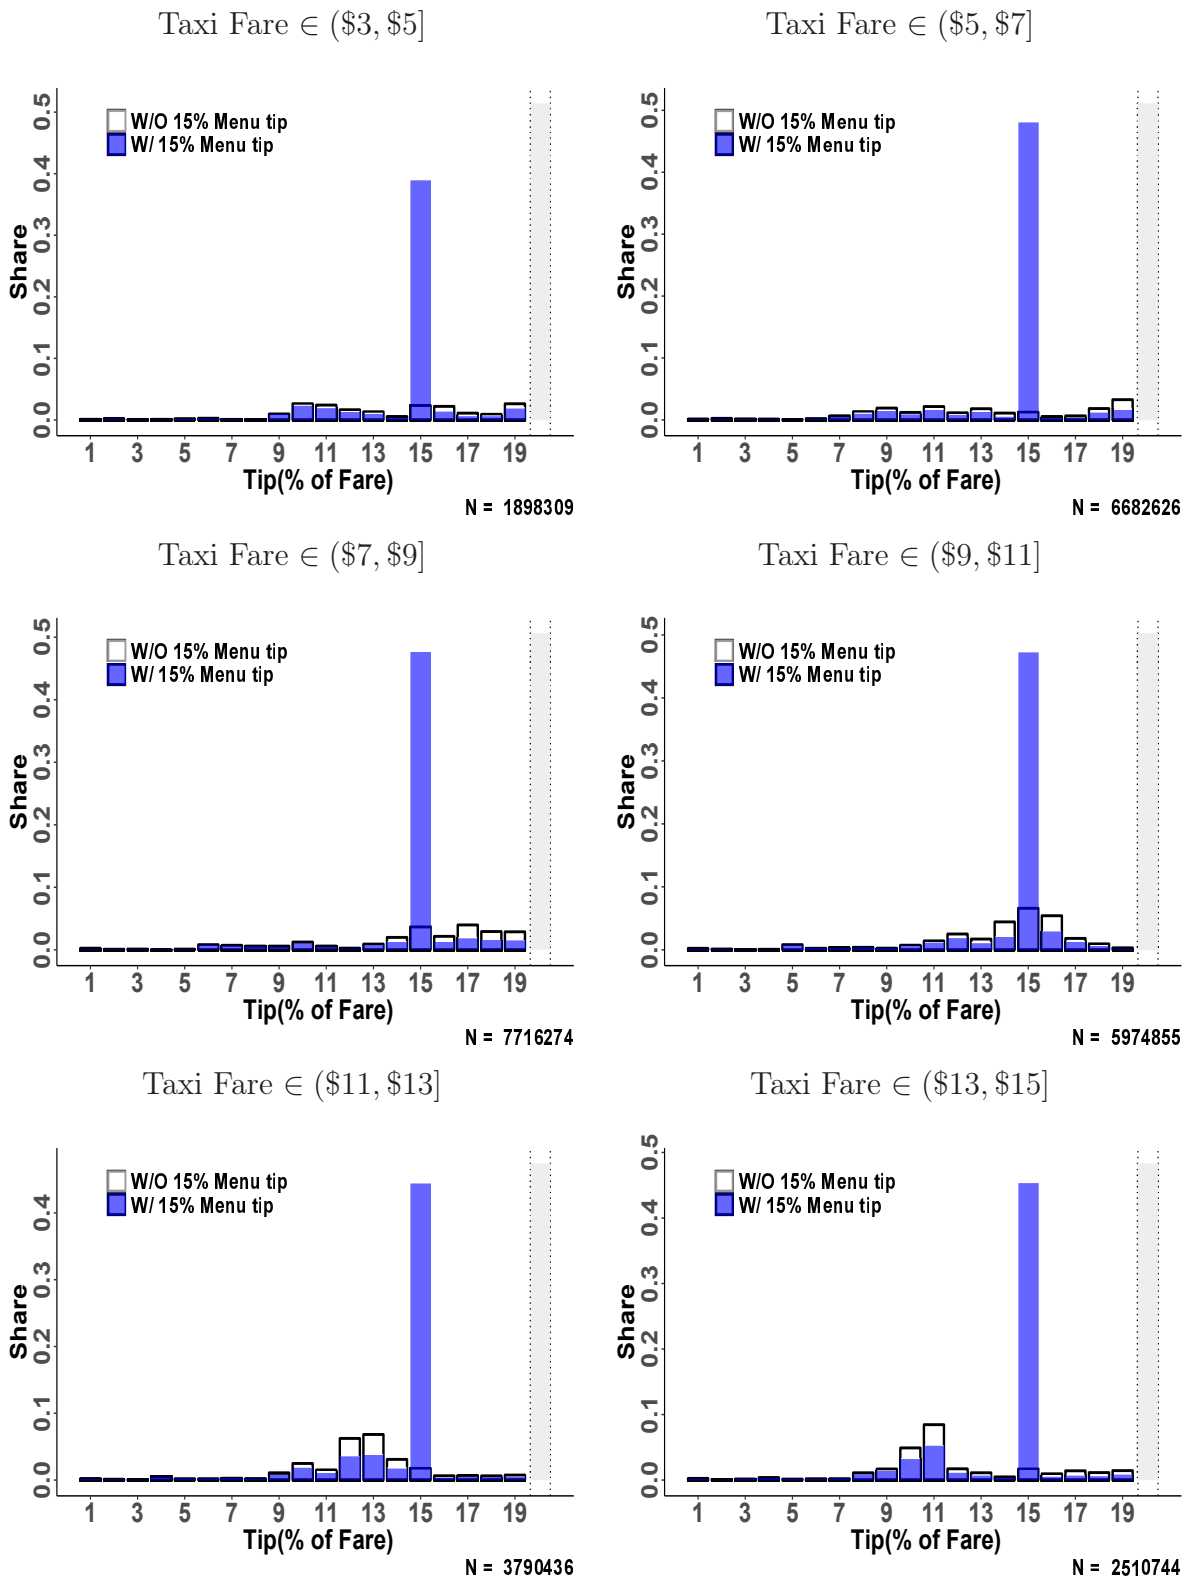 Taxi Fare ∈ ($3, $5]
0.5
0.4
0.3
0.2
0.1
0.0
Share
W/O 15% Menu tip
W/ 15% Menu tip
1 3 5 7 9 11 13 15 17 19
Tip(% of Fare)
N = 1898309
Taxi Fare ∈ ($5, $7]
0.5
0.4
0.3
0.2
0.1
0.0
Share
W/O 15% Menu tip
W/ 15% Menu tip
1 3 5 7 9 11 13 15 17 19
Tip(% of Fare)
N = 6682626
Taxi Fare ∈ ($7, $9]
0.5
0.4
0.3
0.2
0.1
0.0
Share
W/O 15% Menu tip
W/ 15% Menu tip
1 3 5 7 9 11 13 15 17 19
Tip(% of Fare)
N = 7716274
Taxi Fare ∈ ($9, $11]
0.5
0.4
0.3
0.2
0.1
0.0
Share
W/O 15% Menu tip
W/ 15% Menu tip
1 3 5 7 9 11 13 15 17 19
Tip(% of Fare)
N = 5974855
Taxi Fare ∈ ($11, $13]
0.4
0.3
0.2
0.1
0.0
Share
W/O 15% Menu tip
W/ 15% Menu tip
1 3 5 7 9 11 13 15 17 19
Tip(% of Fare)
N = 3790436
Taxi Fare ∈ ($13, $15]
0.5
0.4
0.3
0.2
0.1
0.0
Share
W/O 15% Menu tip
W/ 15% Menu tip
1 3 5 7 9 11 13 15 17 19
Tip(% of Fare)
N = 2510744